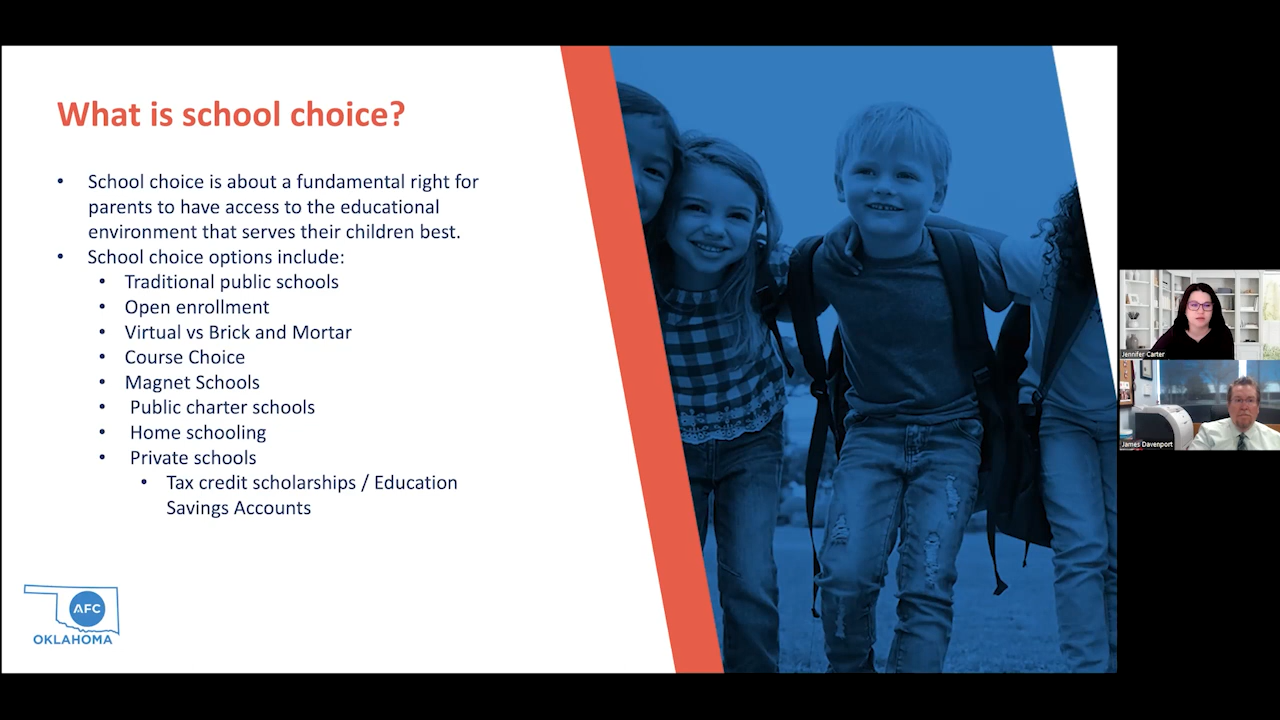 What is school choice?
• School choice is about a fundamental right for
parents to have access to the educational
environment that serves their children best.
• School choice options include:
• Traditional public schools
• Open enrollment
• Virtual vs Brick and Mortar
• Course Choice
• Magnet Schools
• Public charter schools
• Home schooling
• Private schools
• Tax credit scholarships / Education
Savings Accounts
AFC
OKLAHOMA
Jennifer Carter
James Davenport